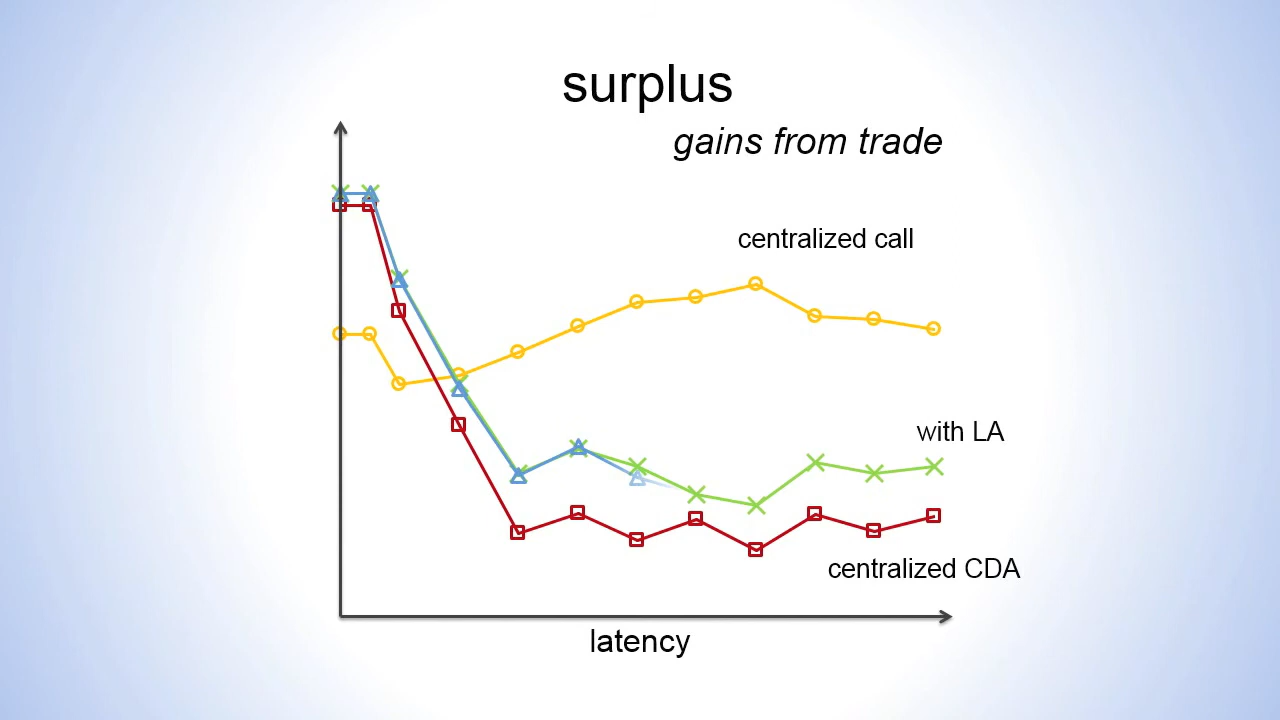 surplus
gains from trade
centralized call
with LA
centralized CDA
latency